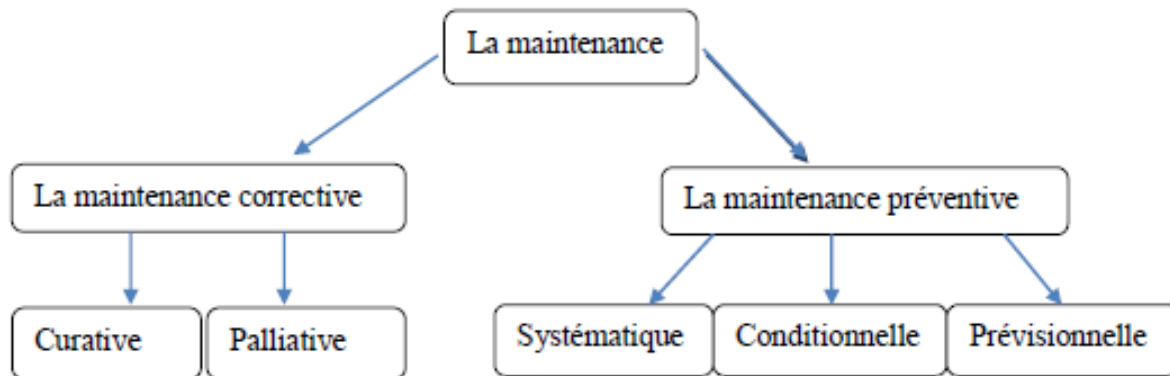 La maintenance
La maintenance corrective
La maintenance préventive
Curative
Palliative
Systématique
Conditionnelle
Prévisionnelle